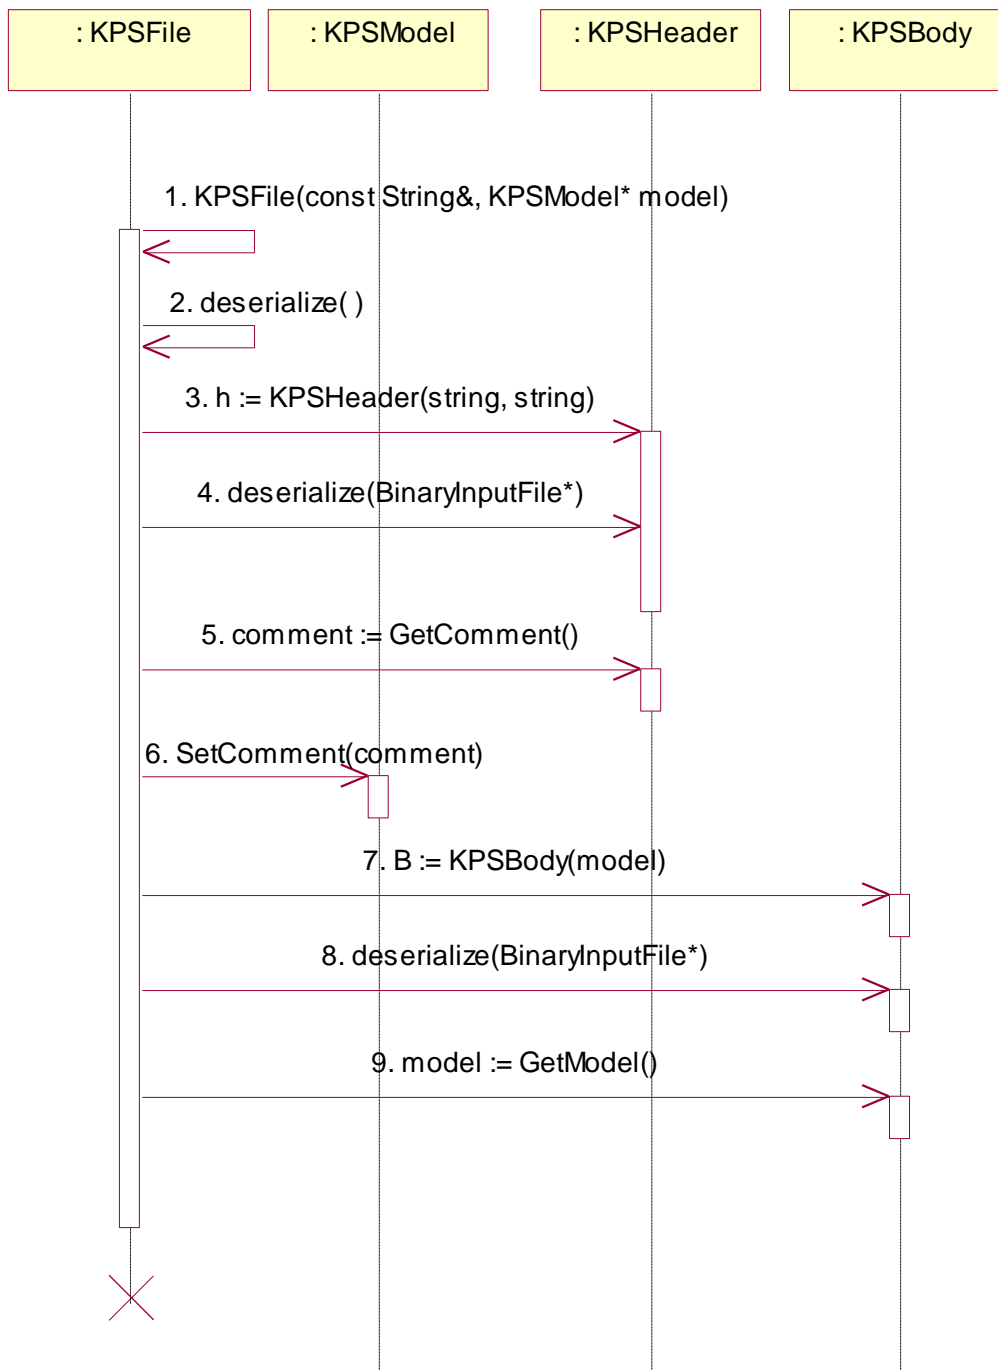 : KPSFile
: KPSModel
: KPSHeader
: KPSBody
1. KPSFile(const String&, KPSModel* model)
2. deserialize( )
3. h := KPSHeader(string, string)
4. deserialize(BinaryInputFile*)
5. comment := GetComment()
6. SetComment(comment)
7. B := KPSBody(model)
8. deserialize(BinaryInputFile*)
9. model := GetModel()